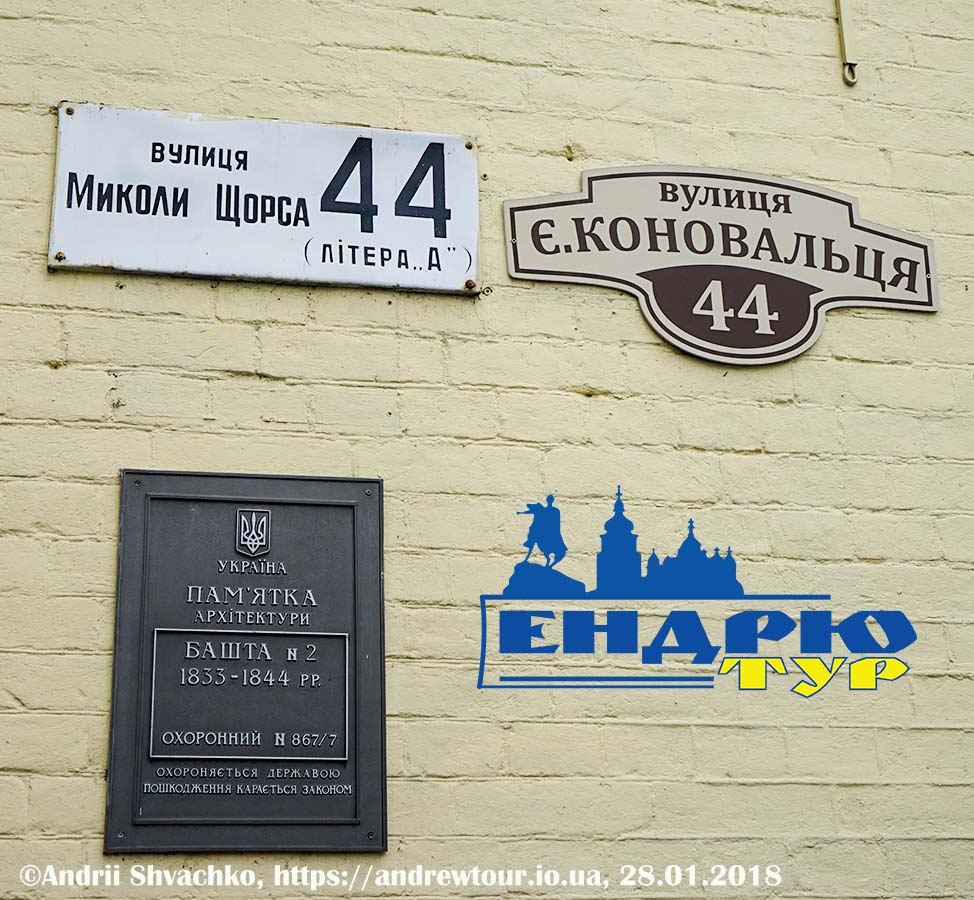 вулиця
Миколи Щорса 44
(літера „А")
вулиця
Є.КОНОВАЛЬЦЯ
44
УКРАЇНА
ПАМ'ЯТКА
АРХІТЕКТУРИ
БАШТА N 2
1833-1844 РР.
ОХОРОННИЙ N 867/7
ОХОРОНЯЄТЬСЯ ДЕРЖАВОЮ
ПОШКОДЖЕННЯ КАРАЄТЬСЯ ЗАКОНОМ
ЕНДРЮ
ТУР
©Andrii Shvachko, https://andrewtour.io.ua, 28.01.2018